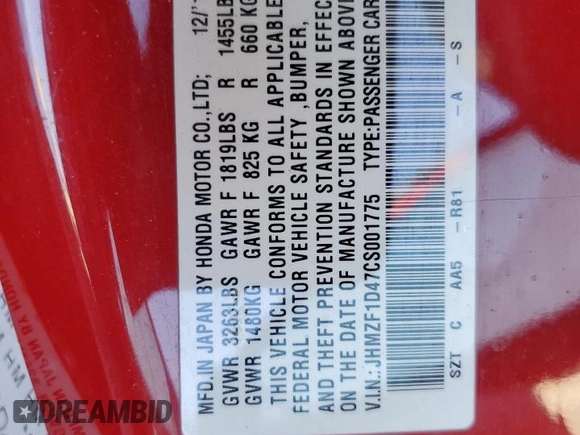 MFD.IN JAPAN BY HONDA MOTOR CO.,LTD; 12/
GVWR 3263LBS GAWR F 1819LBS R 1455LB
GVWR 1480KG GAWR F 825 KG R 660 KG
THIS VEHICLE CONFORMS TO ALL APPLICABLE
FEDERAL MOTOR VEHICLE SAFETY ,BUMPER,
AND THEFT PREVENTION STANDARDS IN EFFEC
ON THE DATE OF MANUFACTURE SHOWN ABOVE
V.I.N.:JHMZF1D47CS001775 TYPE:PASSENGER CAR
SZT C AA5 -R81 -A -S
DREAMBID